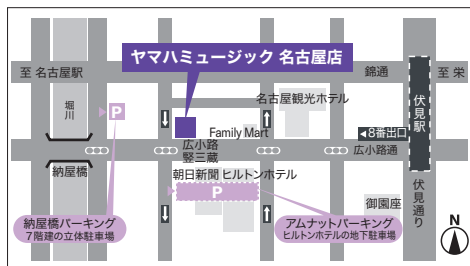 ヤマハミュージック 名古屋店
至 名古屋駅
錦通
至 栄
堀川
P
名古屋観光ホテル
伏見駅
Family Mart
◀8番出口
広小路
竪三蔵
広小路通
納屋橋
朝日新聞 ヒルトンホテル
P
伏見通り
御園座
納屋橋パーキング
7階建の立体駐車場
アムナットパーキング
ヒルトンホテルの地下駐車場
N